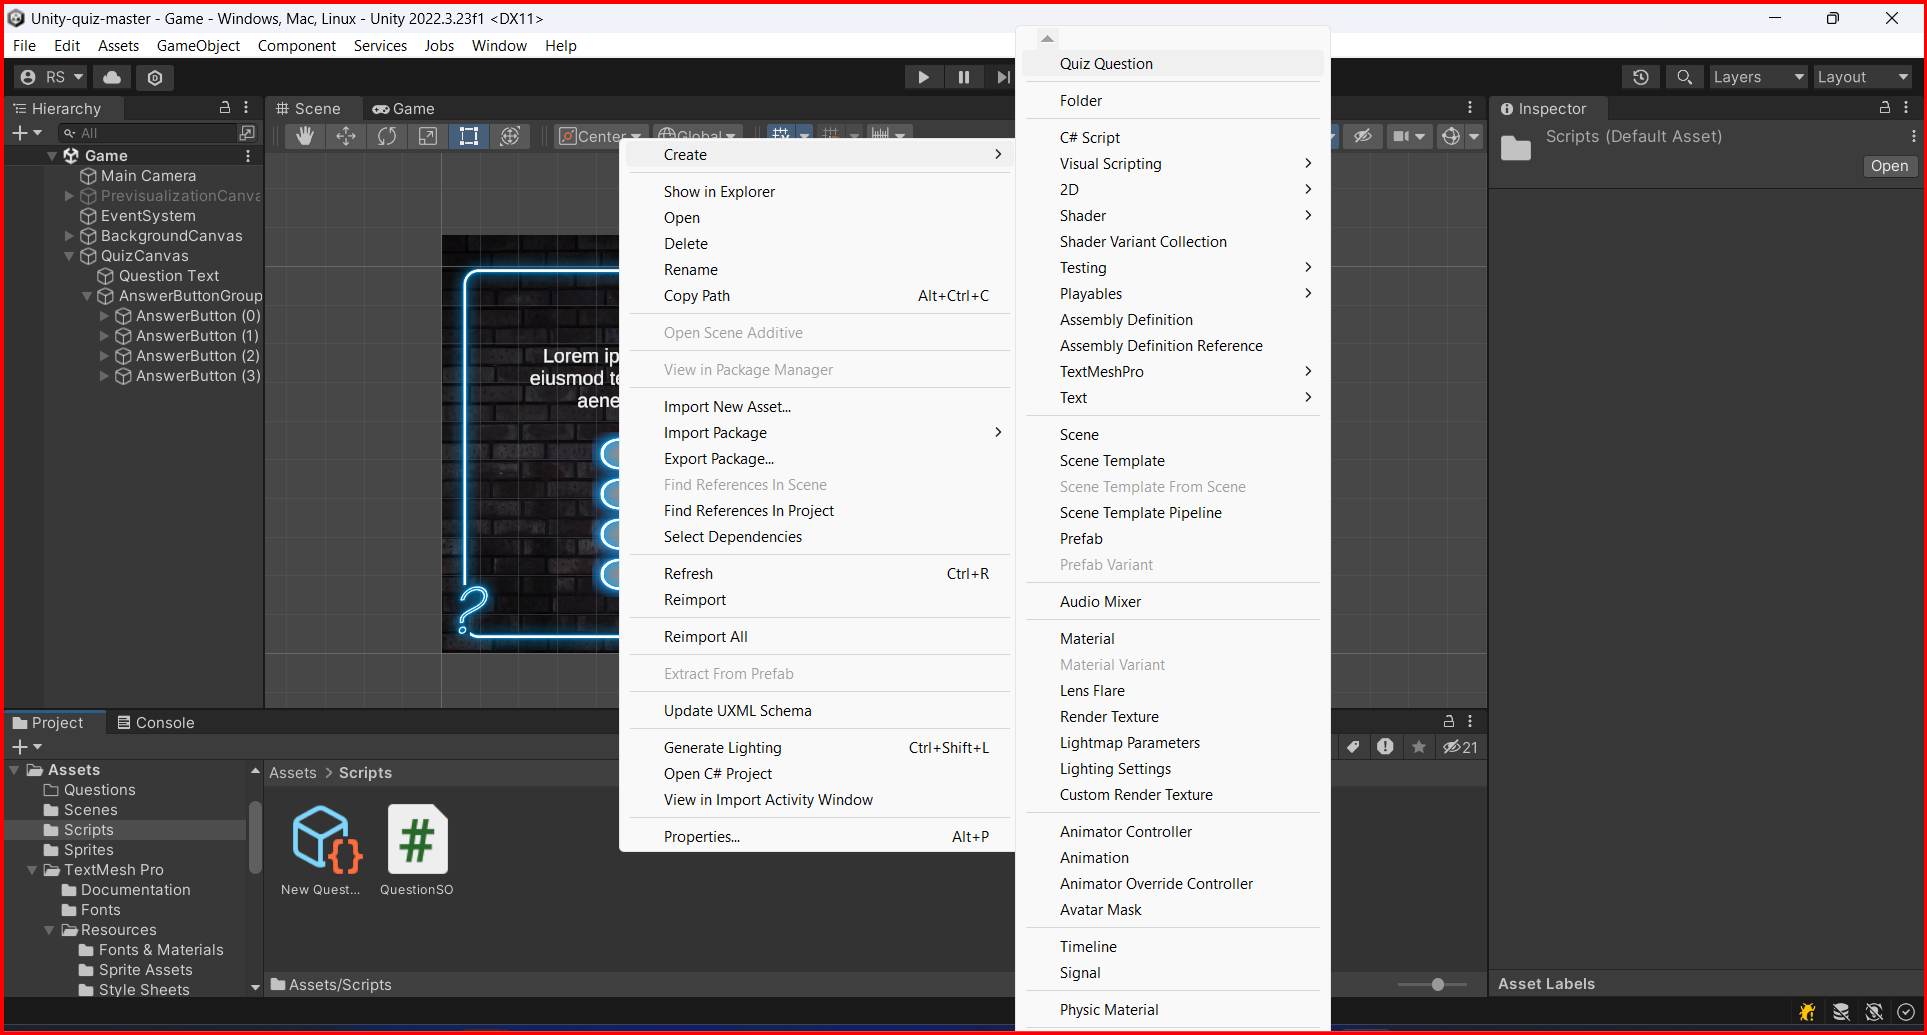 Unity-quiz-master - Game - Windows, Mac, Linux - Unity 2022.3.23f1 <DX11>
File Edit Assets GameObject Component Services Jobs Window Help
RS
Layers
Layout
Hierarchy
All
Game
Main Camera
PrevisualizationCanva
EventSystem
BackgroundCanvas
QuizCanvas
Question Text
AnswerButtonGroup
AnswerButton (0)
AnswerButton (1)
AnswerButton (2)
AnswerButton (3)
Scene
Game
Center
Global
Lorem ip
eiusmod te
aene
?
Create
Show in Explorer
Open
Delete
Rename
Copy Path Alt+Ctrl+C
Open Scene Additive
View in Package Manager
Import New Asset...
Import Package
Export Package...
Find References In Scene
Find References In Project
Select Dependencies
Refresh Ctrl+R
Reimport
Reimport All
Extract From Prefab
Update UXML Schema
Generate Lighting Ctrl+Shift+L
Open C# Project
View in Import Activity Window
Properties... Alt+P
Quiz Question
Folder
C# Script
Visual Scripting
2D
Shader
Shader Variant Collection
Testing
Playables
Assembly Definition
Assembly Definition Reference
TextMeshPro
Text
Scene
Scene Template
Scene Template From Scene
Scene Template Pipeline
Prefab
Prefab Variant
Audio Mixer
Material
Material Variant
Lens Flare
Render Texture
Lightmap Parameters
Lighting Settings
Custom Render Texture
Animator Controller
Animation
Animator Override Controller
Avatar Mask
Timeline
Signal
Physic Material
Inspector
Scripts (Default Asset)
Open
Asset Labels
Project
Console
21
Assets
Questions
Scenes
Scripts
Sprites
TextMesh Pro
Documentation
Fonts
Resources
Fonts & Materials
Sprite Assets
Style Sheets
Assets > Scripts
New Quest...
#
QuestionSO
Assets/Scripts